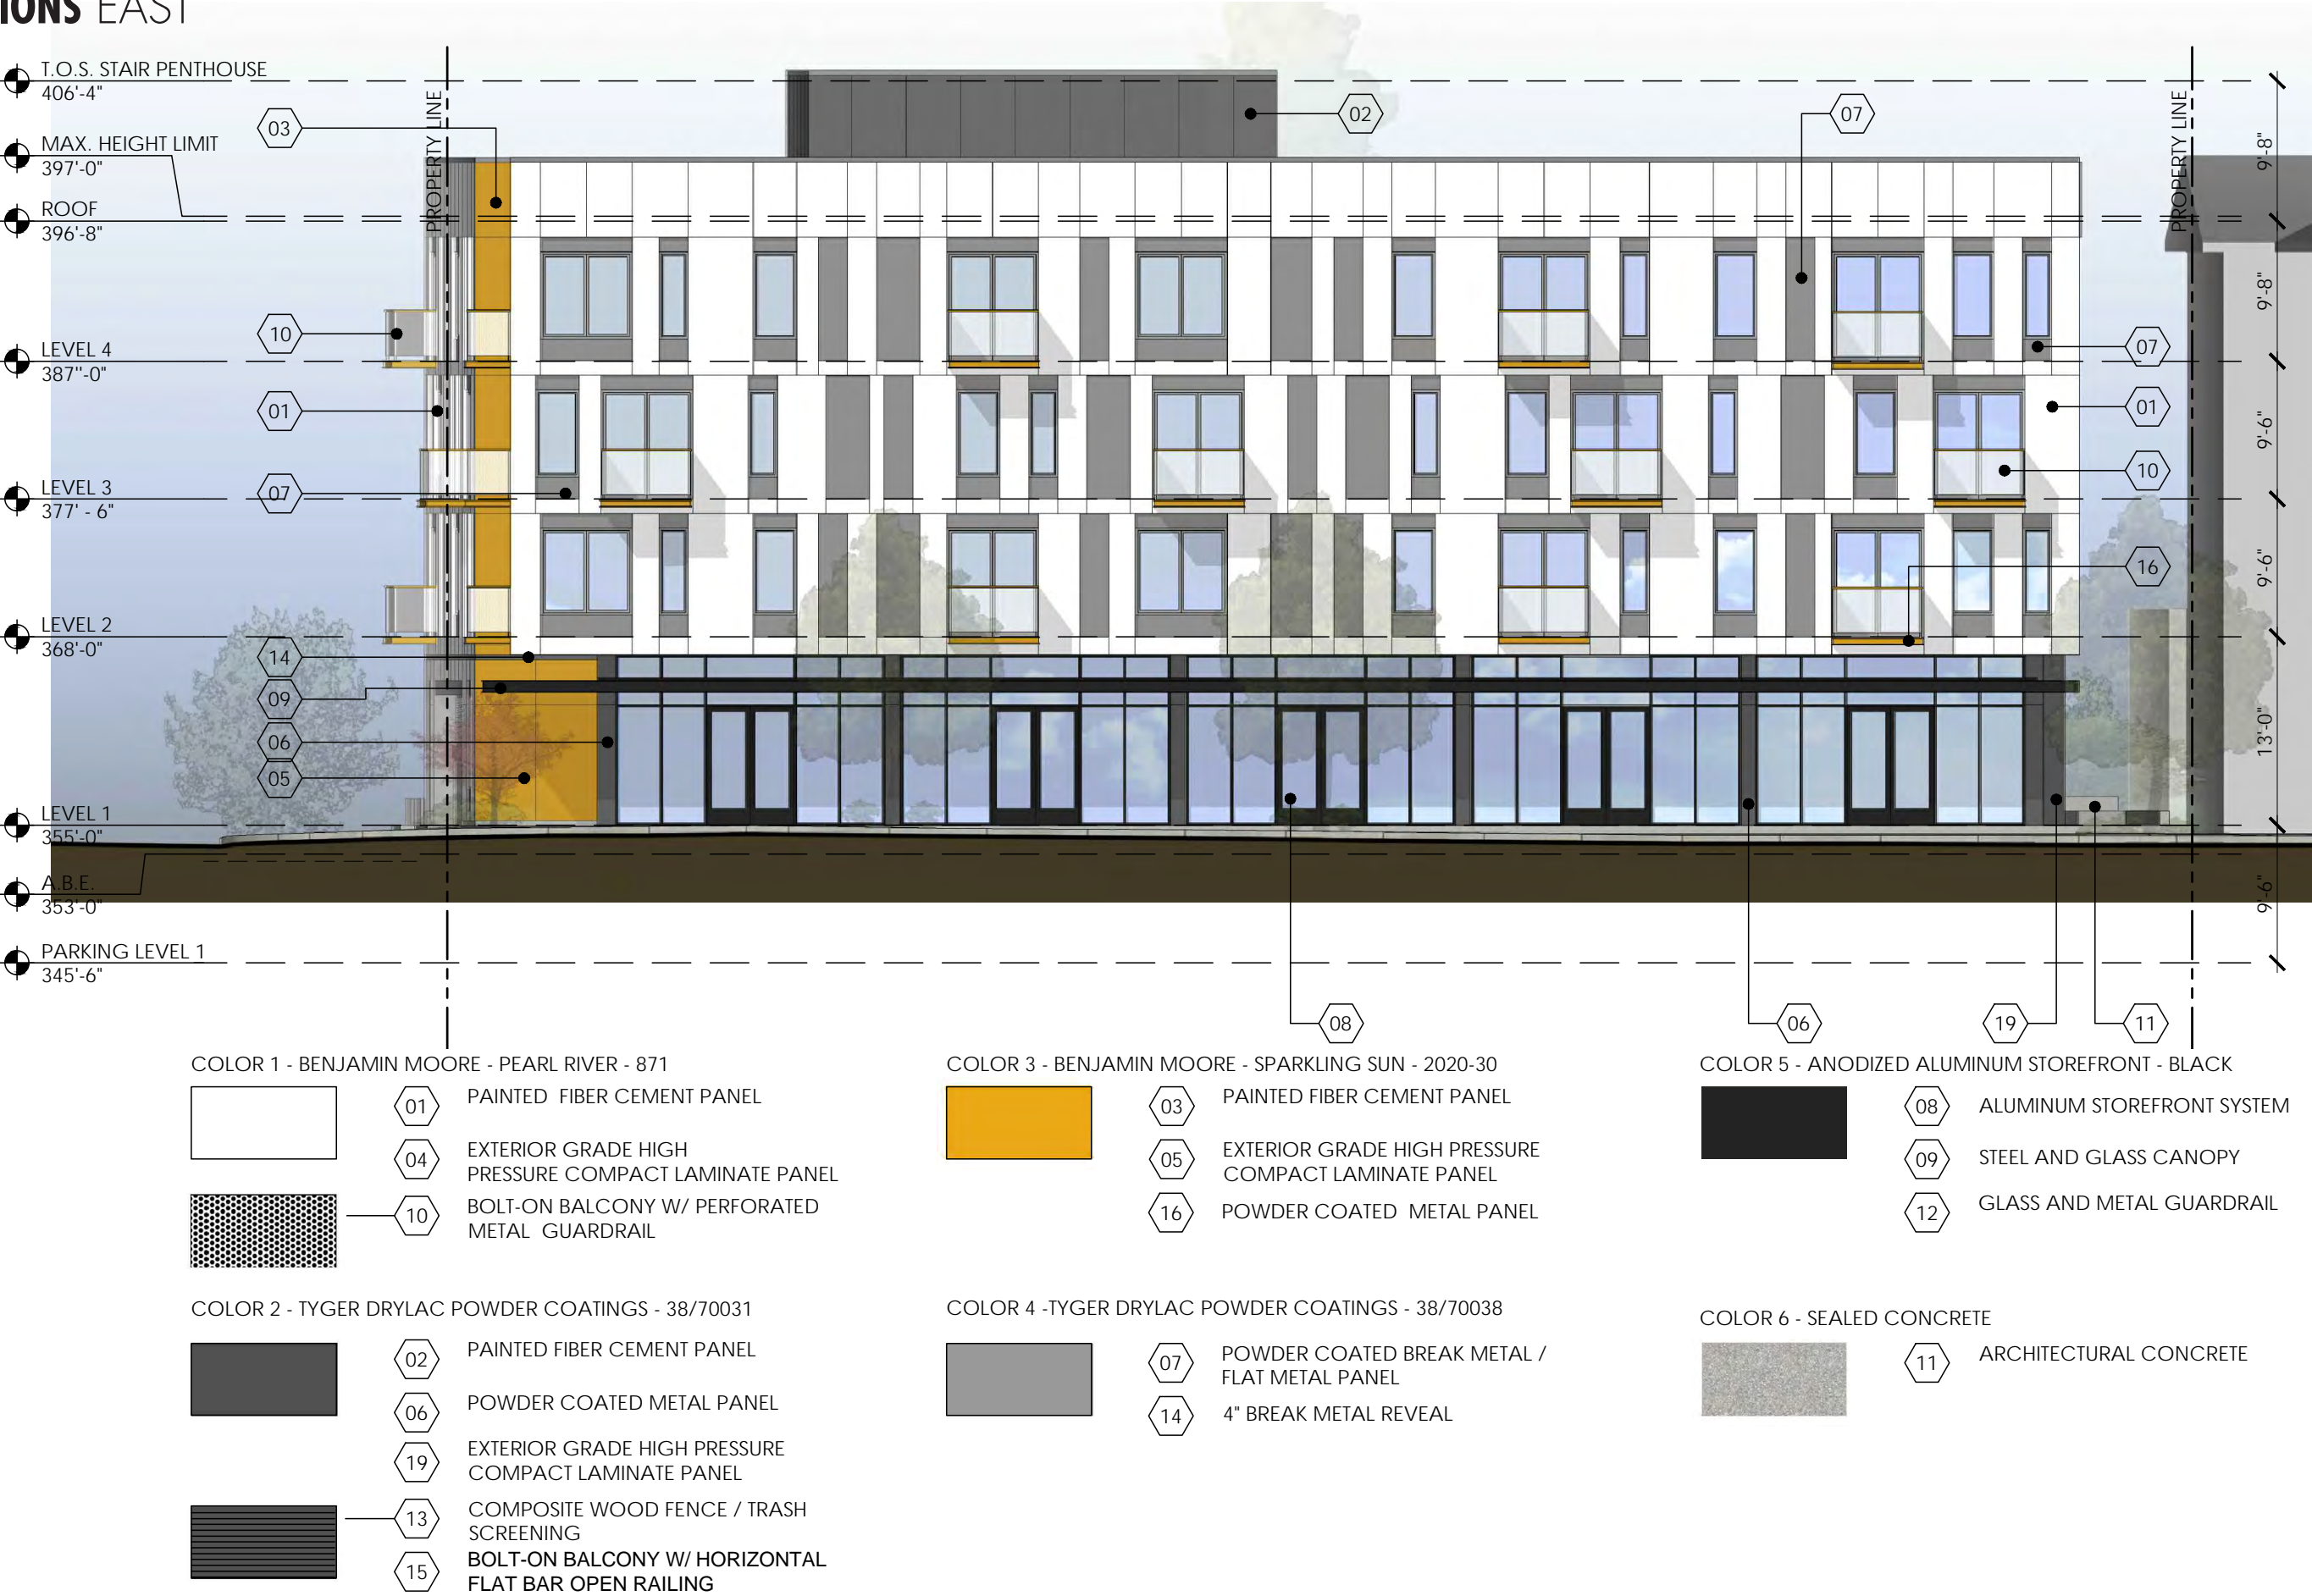 IONS EAST
T.O.S. STAIR PENTHOUSE
406'-4"
MAX. HEIGHT LIMIT
397'-0"
ROOF
396'-8"
LEVEL 4
387''-0"
LEVEL 3
377' - 6"
LEVEL 2
368'-0"
LEVEL 1
355'-0"
A.B.E.
353'-0"
PARKING LEVEL 1
345'-6"
03
10
01
07
14
09
06
05
PROPERTY LINE
02
07
PROPERTY LINE
07
01
10
16
9'-8"
9'-8"
9'-6"
9'-6"
13'-0"
9'-6"
08
06
19
11
COLOR 1 - BENJAMIN MOORE - PEARL RIVER - 871
01 PAINTED FIBER CEMENT PANEL
04 EXTERIOR GRADE HIGH
PRESSURE COMPACT LAMINATE PANEL
10 BOLT-ON BALCONY W/ PERFORATED
METAL GUARDRAIL
COLOR 2 - TYGER DRYLAC POWDER COATINGS - 38/70031
02 PAINTED FIBER CEMENT PANEL
06 POWDER COATED METAL PANEL
19 EXTERIOR GRADE HIGH PRESSURE
COMPACT LAMINATE PANEL
13 COMPOSITE WOOD FENCE / TRASH
SCREENING
15 BOLT-ON BALCONY W/ HORIZONTAL
FLAT BAR OPEN RAILING
COLOR 3 - BENJAMIN MOORE - SPARKLING SUN - 2020-30
03 PAINTED FIBER CEMENT PANEL
05 EXTERIOR GRADE HIGH PRESSURE
COMPACT LAMINATE PANEL
16 POWDER COATED METAL PANEL
COLOR 4 -TYGER DRYLAC POWDER COATINGS - 38/70038
07 POWDER COATED BREAK METAL /
FLAT METAL PANEL
14 4" BREAK METAL REVEAL
COLOR 5 - ANODIZED ALUMINUM STOREFRONT - BLACK
08 ALUMINUM STOREFRONT SYSTEM
09 STEEL AND GLASS CANOPY
12 GLASS AND METAL GUARDRAIL
COLOR 6 - SEALED CONCRETE
11 ARCHITECTURAL CONCRETE